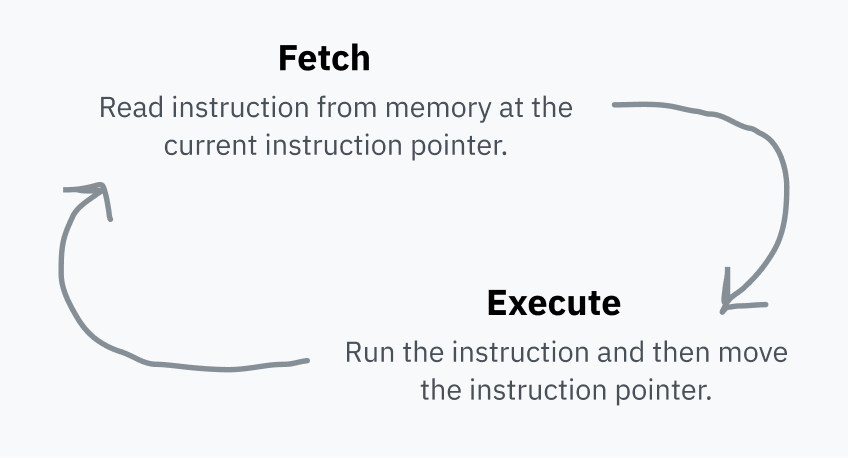 Fetch
Read instruction from memory at the
current instruction pointer.
Execute
Run the instruction and then move
the instruction pointer.